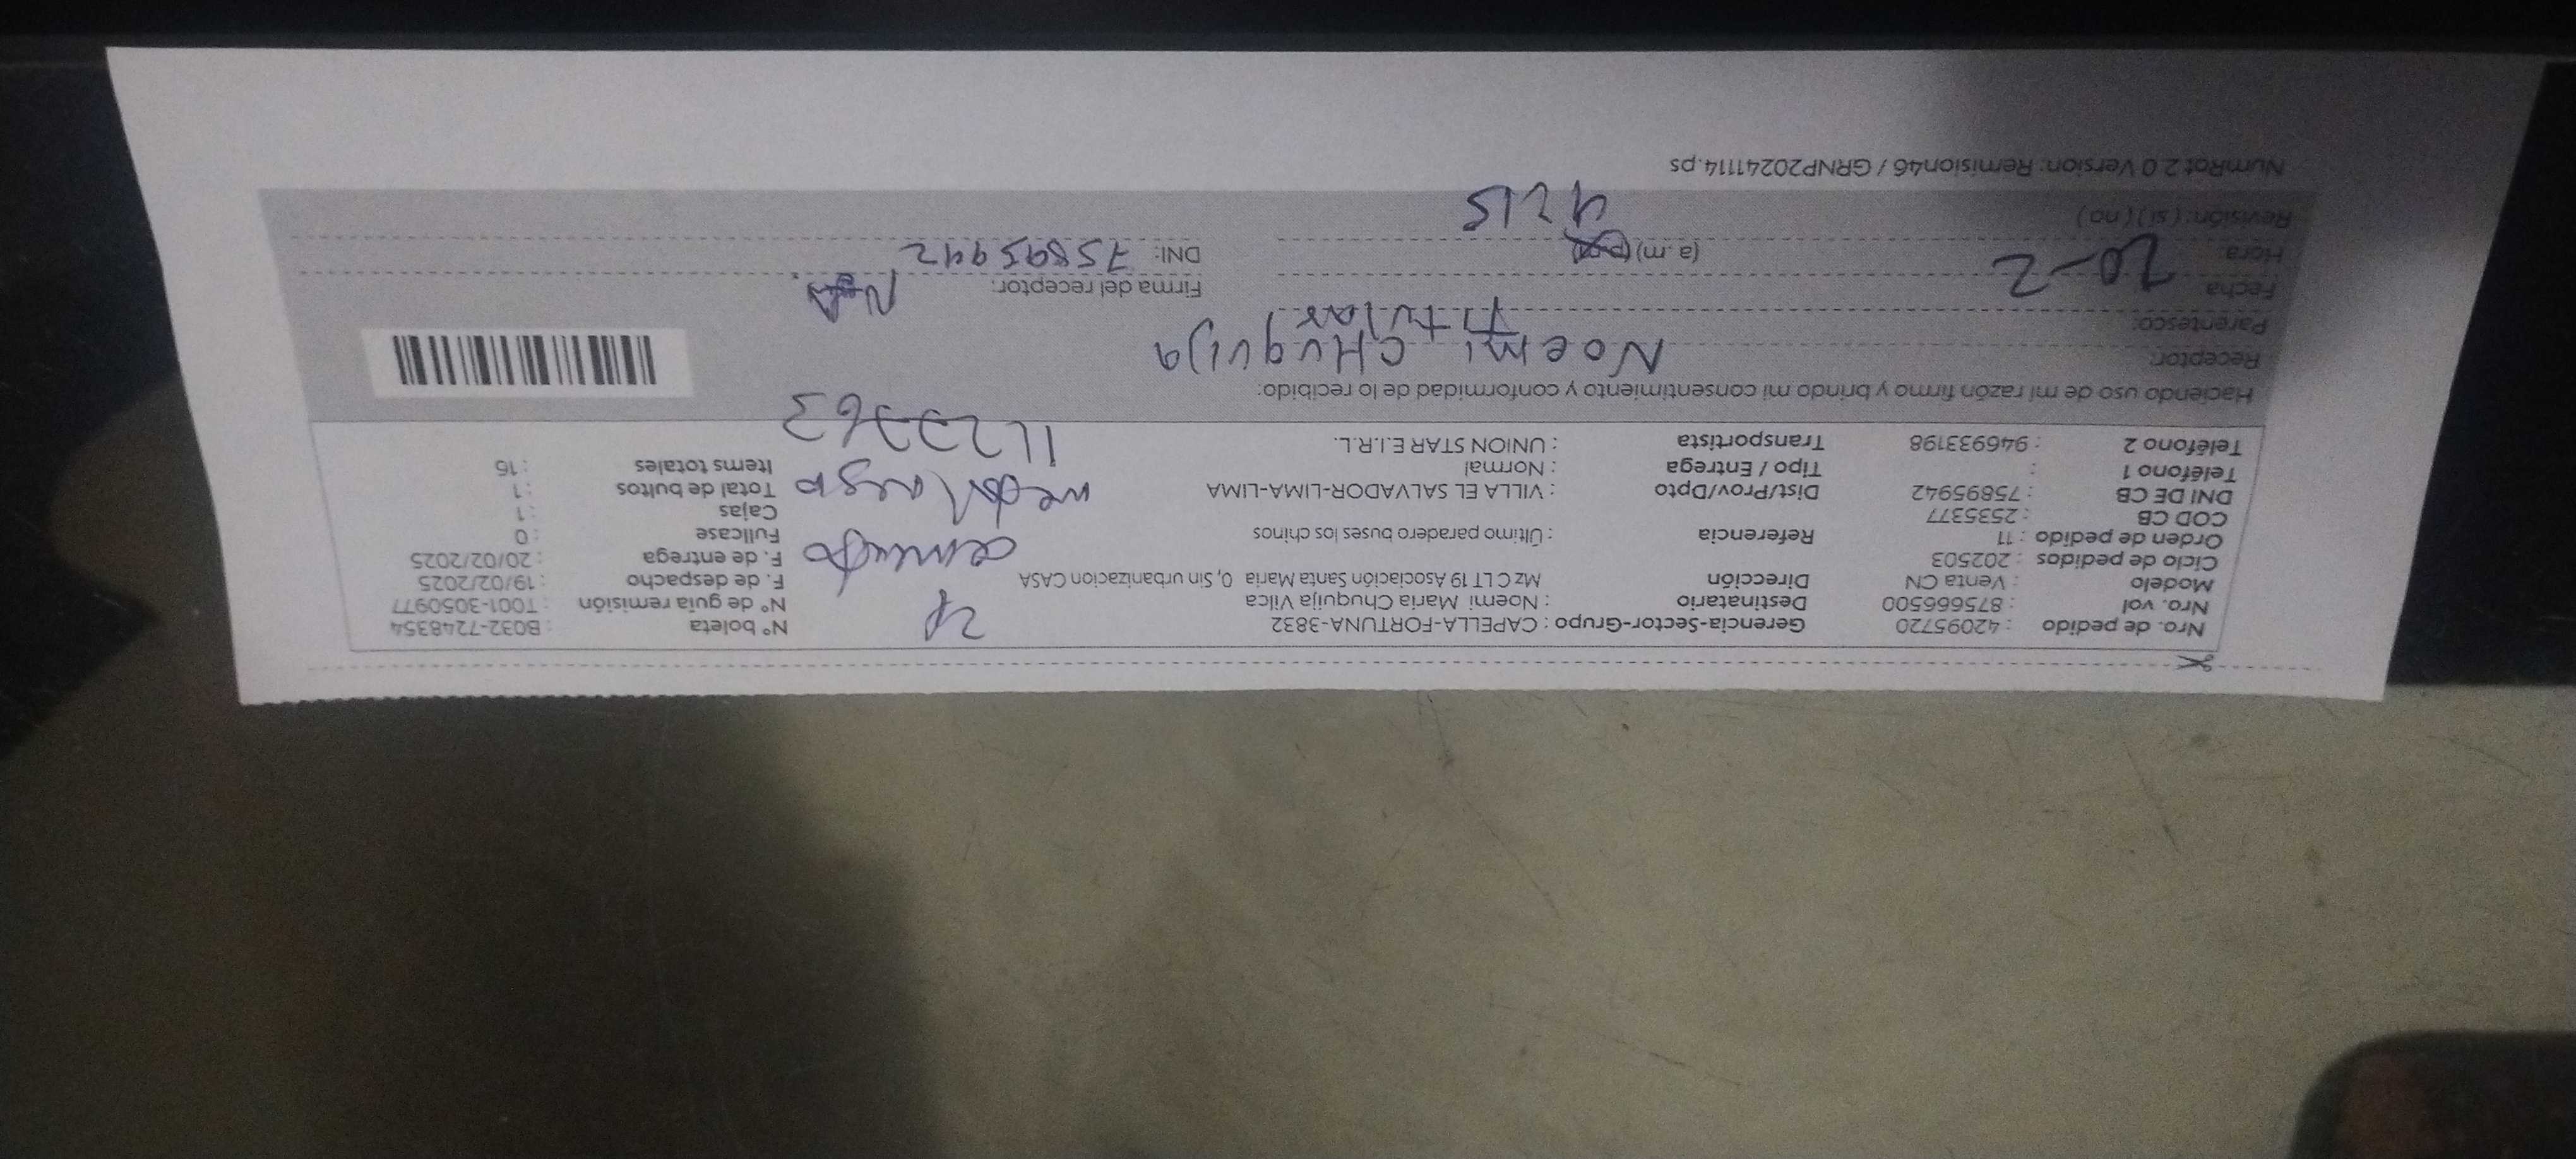 Nro. de pedido : 42095720 Gerencia-Sector-Grupo : CAPELLA-FORTUNA-3832 Nº boleta : B032-7248354
Nro. vol : 875666500 Destinatario : Noemi Maria Chuquija Vilca 2P Nº de guía remisión : T001-3050977
Modelo : Venta CN Dirección Mz C LT 19 Asociación Santa Maria 0, Sin urbanizacion CASA F. de despacho : 19/02/2025
Ciclo de pedidos : 202503 F. de entrega : 20/02/2025
Orden de pedido : 11 Referencia : Último paradero buses los chinos Fullcase : 0
COD CB : 2535377 Cajas : 1
DNI DE CB : 75895942 Dist/Prov/Dpto : VILLA EL SALVADOR-LIMA-LIMA Total de bultos : 1
Teléfono 1 : Tipo / Entrega : Normal Items totales : 16
Teléfono 2 : 946933198 Transportista : UNION STAR E.I.R.L.
Haciendo uso de mi razón firmo y brindo mi consentimiento y conformidad de lo recibido:
Receptor: Noemi CHuquija
Parentesco: Titular
Fecha 20-2 Firma del receptor:
Hora: (a.m) (p.m) DNI: 75895942
Revisión: ( si ) ( no ) 9215
NumRot 2.0 Version: Remision46 / GRNP20241114.ps